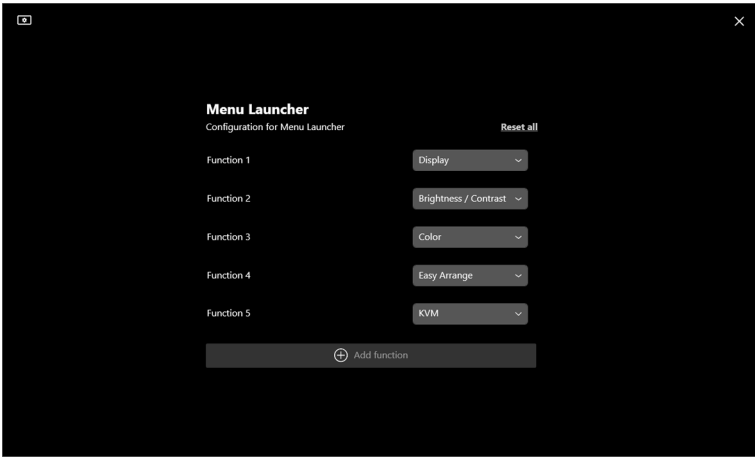 Menu Launcher
Configuration for Menu Launcher Reset all
Function 1 Display
Function 2 Brightness / Contrast
Function 3 Color
Function 4 Easy Arrange
Function 5 KVM
Add function